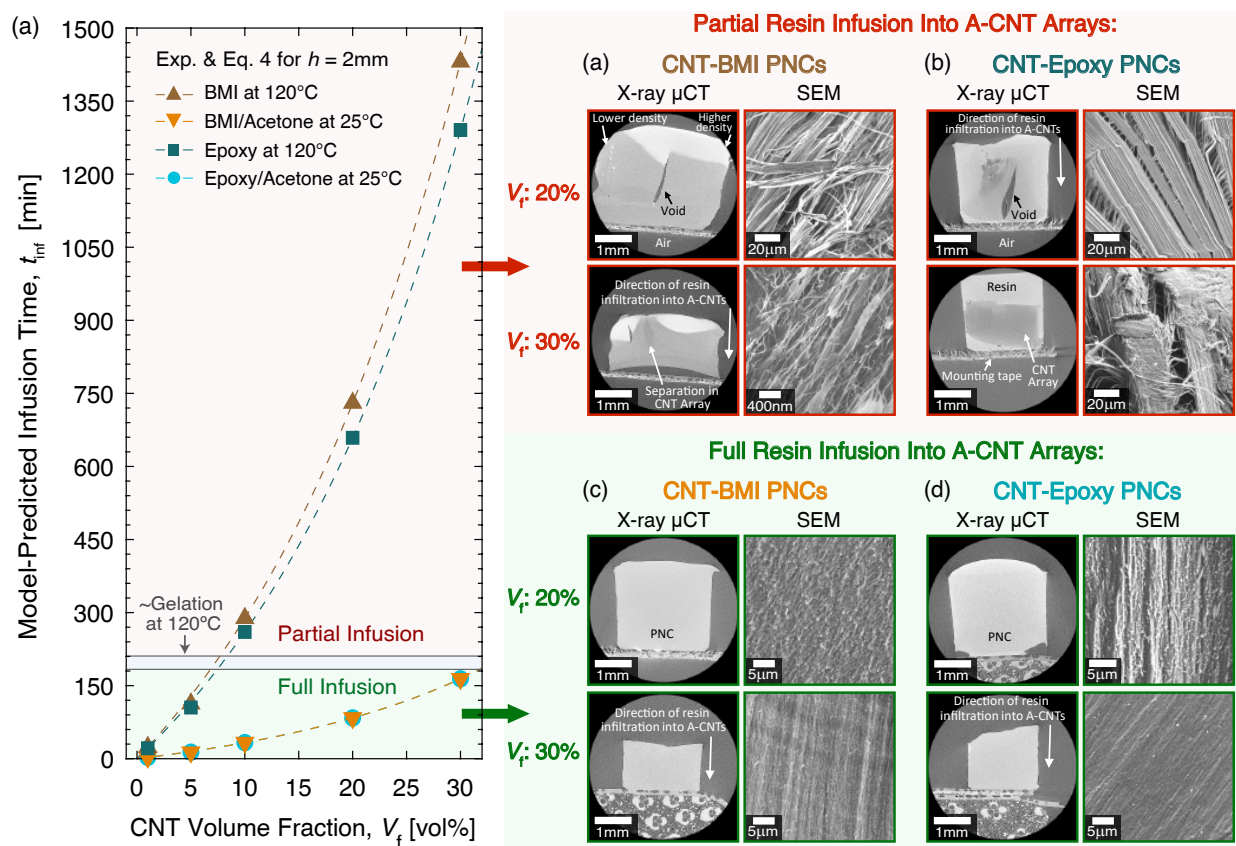 (a)
1500
1350
1200
1050
900
750
600
450
300
150
0
Model-Predicted Infusion Time, tinf [min]
Exp. & Eq. 4 for h = 2mm
BMI at 120°C
BMI/Acetone at 25°C
Epoxy at 120°C
Epoxy/Acetone at 25°C
~Gelation
at 120ºC
Partial Infusion
Full Infusion
0 5 10 15 20 25 30
CNT Volume Fraction, Vf [vol%]
Partial Resin Infusion Into A-CNT Arrays:
(a)
CNT-BMI PNCs
X-ray µCT SEM
(b)
CNT-Epoxy PNCs
X-ray µCT SEM
Vf: 20%
Lower density
Higher
density
Void
1mm
Air
20µm
Direction of resin
infiltration into A-CNTs
Void
1mm
Air
20µm
Vf: 30%
Direction of resin
infiltration into A-CNTs
Separation in
CNT Array
1mm
400nm
Resin
Mounting tape
CNT
Array
1mm
20µm
Full Resin Infusion Into A-CNT Arrays:
(c)
CNT-BMI PNCs
X-ray µCT SEM
(d)
CNT-Epoxy PNCs
X-ray µCT SEM
Vf: 20%
PNC
1mm
5µm
PNC
1mm
5µm
Vf: 30%
Direction of resin
infiltration into A-CNTs
1mm
5µm
Direction of resin
infiltration into A-CNTs
1mm
5µm